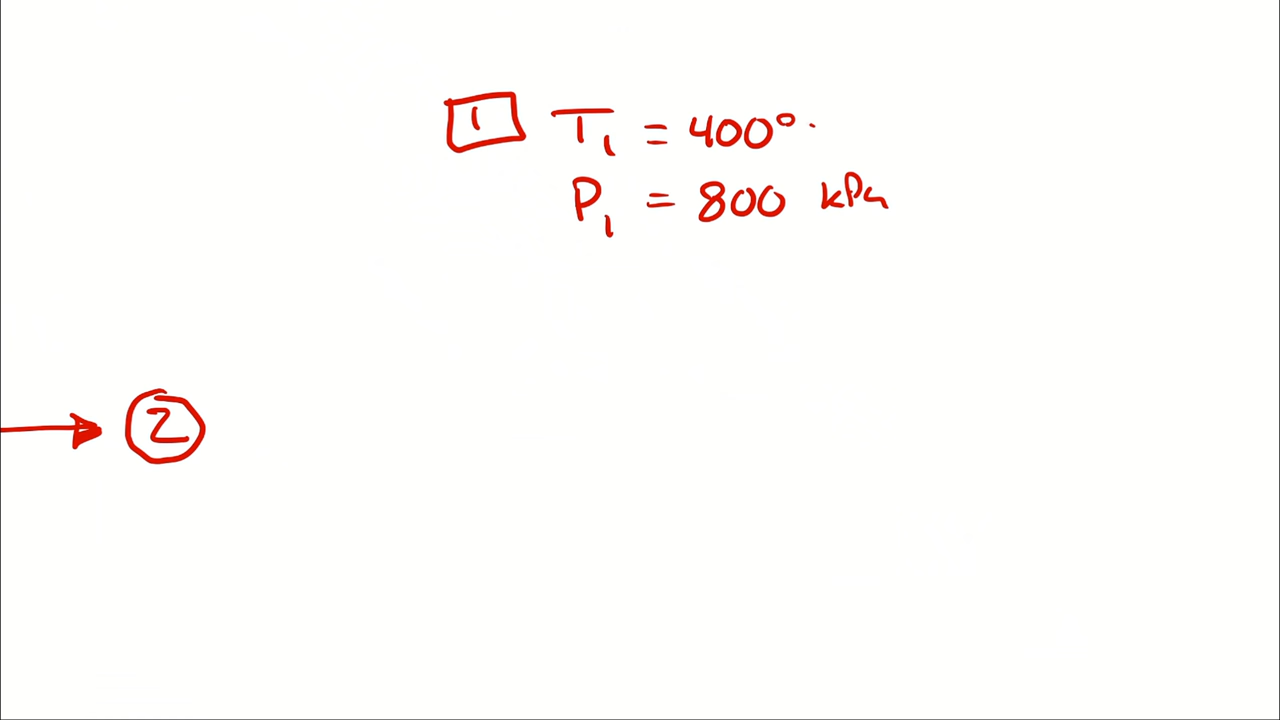 1 T₁ = 400°
P₁ = 800 kPa
2